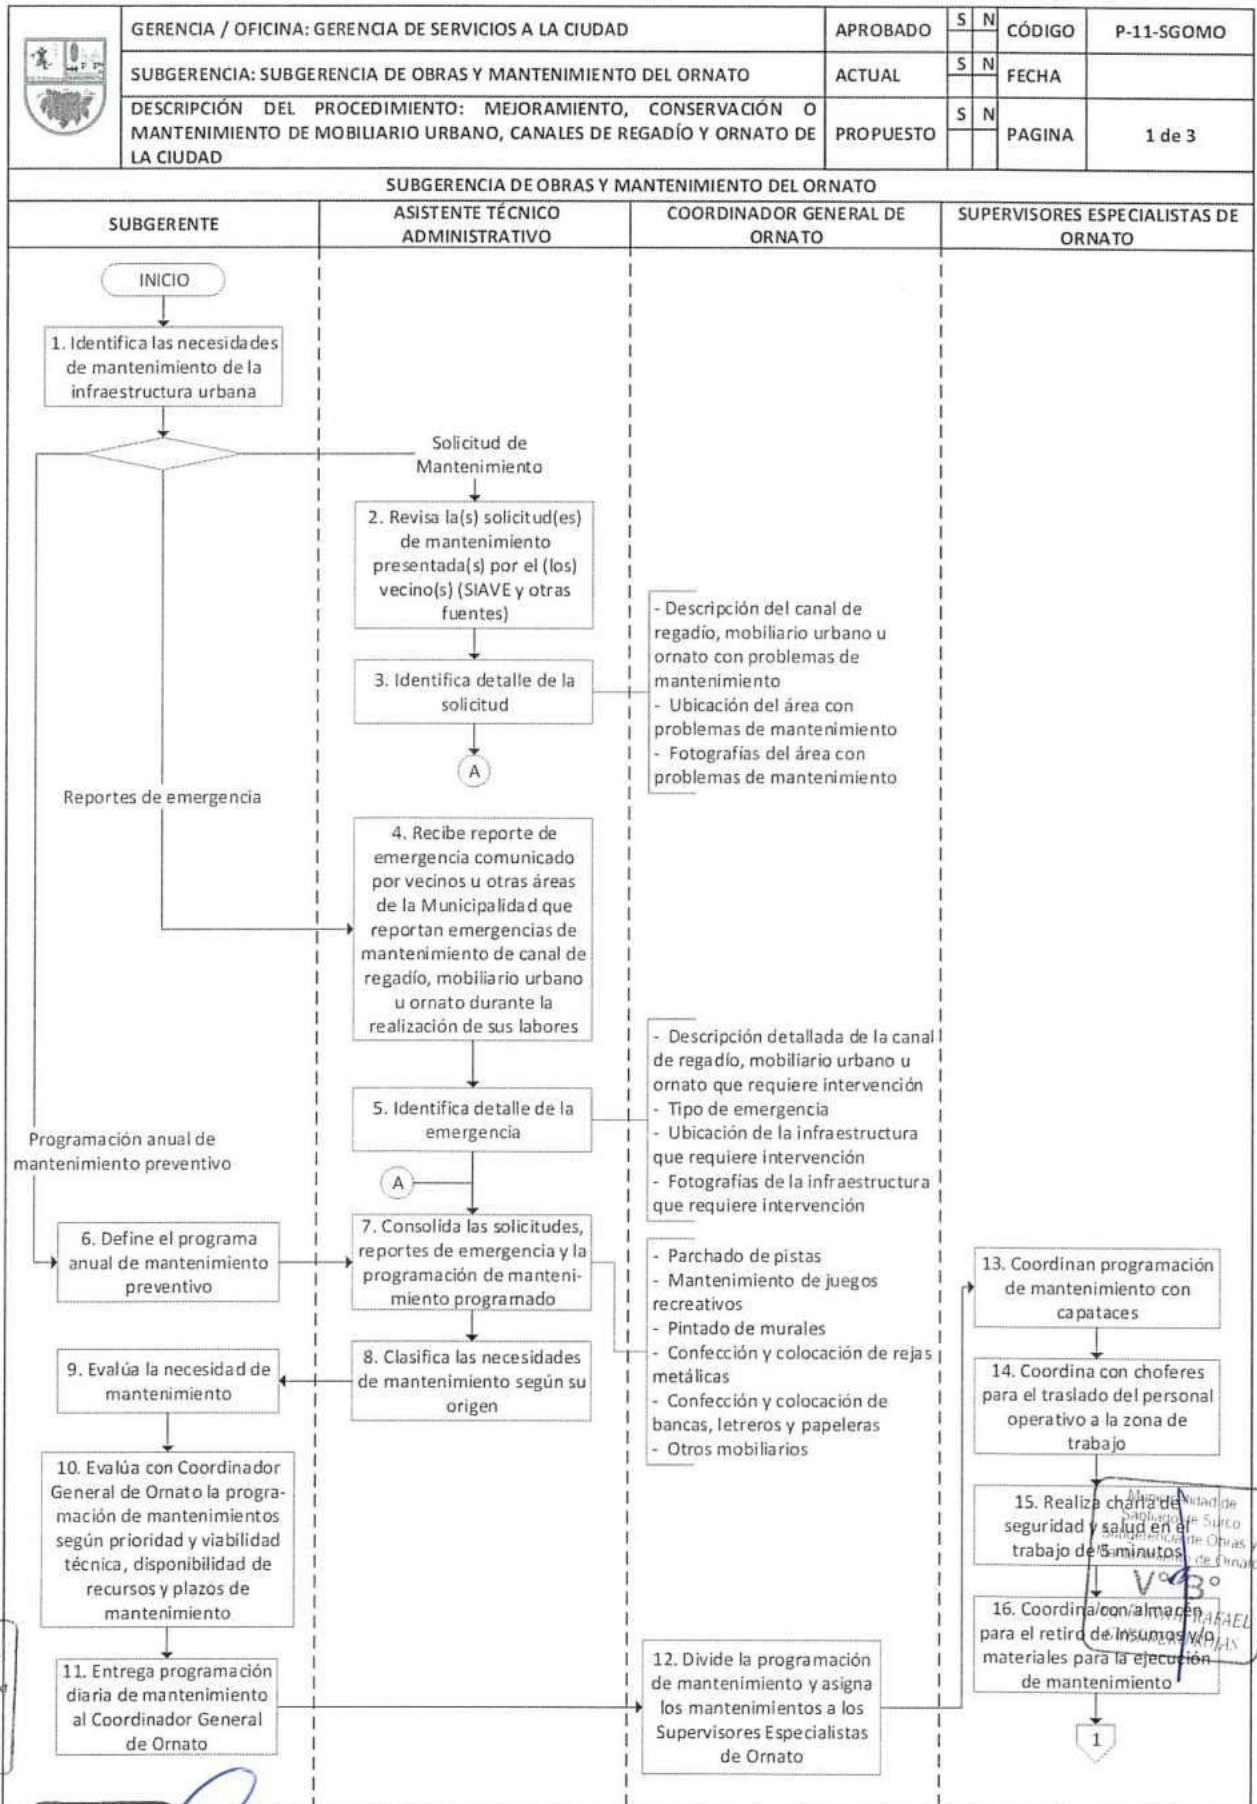 GERENCIA / OFICINA: GERENCIA DE SERVICIOS A LA CIUDAD
APROBADO
S N
CÓDIGO
P-11-SGOMO
SUBGERENCIA: SUBGERENCIA DE OBRAS Y MANTENIMIENTO DEL ORNATO
ACTUAL
S N
FECHA
DESCRIPCIÓN DEL PROCEDIMIENTO: MEJORAMIENTO, CONSERVACIÓN O
MANTENIMIENTO DE MOBILIARIO URBANO, CANALES DE REGADÍO Y ORNATO DE
LA CIUDAD
PROPUESTO
S N
PAGINA
1 de 3
SUBGERENCIA DE OBRAS Y MANTENIMIENTO DEL ORNATO
SUBGERENTE
ASISTENTE TÉCNICO
ADMINISTRATIVO
COORDINADOR GENERAL DE
ORNATO
SUPERVISORES ESPECIALISTAS DE
ORNATO
INICIO
1. Identifica las necesidades
de mantenimiento de la
infraestructura urbana
Solicitud de
Mantenimiento
2. Revisa la(s) solicitud(es)
de mantenimiento
presentada(s) por el (los)
vecino(s) (SIAVE y otras
fuentes)
3. Identifica detalle de la
solicitud
A
- Descripción del canal de
regadío, mobiliario urbano u
ornato con problemas de
mantenimiento
- Ubicación del área con
problemas de mantenimiento
- Fotografías del área con
problemas de mantenimiento
Reportes de emergencia
4. Recibe reporte de
emergencia comunicado
por vecinos u otras áreas
de la Municipalidad que
reportan emergencias de
mantenimiento de canal de
regadío, mobiliario urbano
u ornato durante la
realización de sus labores
5. Identifica detalle de la
emergencia
- Descripción detallada de la canal
de regadío, mobiliario urbano u
ornato que requiere intervención
- Tipo de emergencia
- Ubicación de la infraestructura
que requiere intervención
- Fotografías de la infraestructura
que requiere intervención
Programación anual de
mantenimiento preventivo
A
6. Define el programa
anual de mantenimiento
preventivo
7. Consolida las solicitudes,
reportes de emergencia y la
programación de manteni-
miento programado
- Parchado de pistas
- Mantenimiento de juegos
recreativos
- Pintado de murales
- Confección y colocación de rejas
metálicas
- Confección y colocación de
bancas, letreros y papeleras
- Otros mobiliarios
8. Clasifica las necesidades
de mantenimiento según su
origen
9. Evalúa la necesidad de
mantenimiento
10. Evalúa con Coordinador
General de Ornato la progra-
mación de mantenimientos
según prioridad y viabilidad
técnica, disponibilidad de
recursos y plazos de
mantenimiento
11. Entrega programación
diaria de mantenimiento
al Coordinador General
de Ornato
12. Divide la programación
de mantenimiento y asigna
los mantenimientos a los
Supervisores Especialistas
de Ornato
13. Coordinan programación
de mantenimiento con
capataces
14. Coordina con choferes
para el traslado del personal
operativo a la zona de
trabajo
15. Realiza charla de
seguridad y salud en el
trabajo de 5 minutos
16. Coordina con almacén
para el retiro de insumos y/o
materiales para la ejecución
de mantenimiento
1
Municipalidad de
Santiago de Surco
Subgerencia de Obras y
Mantenimiento de Ornato
V° B°
RAFAEL